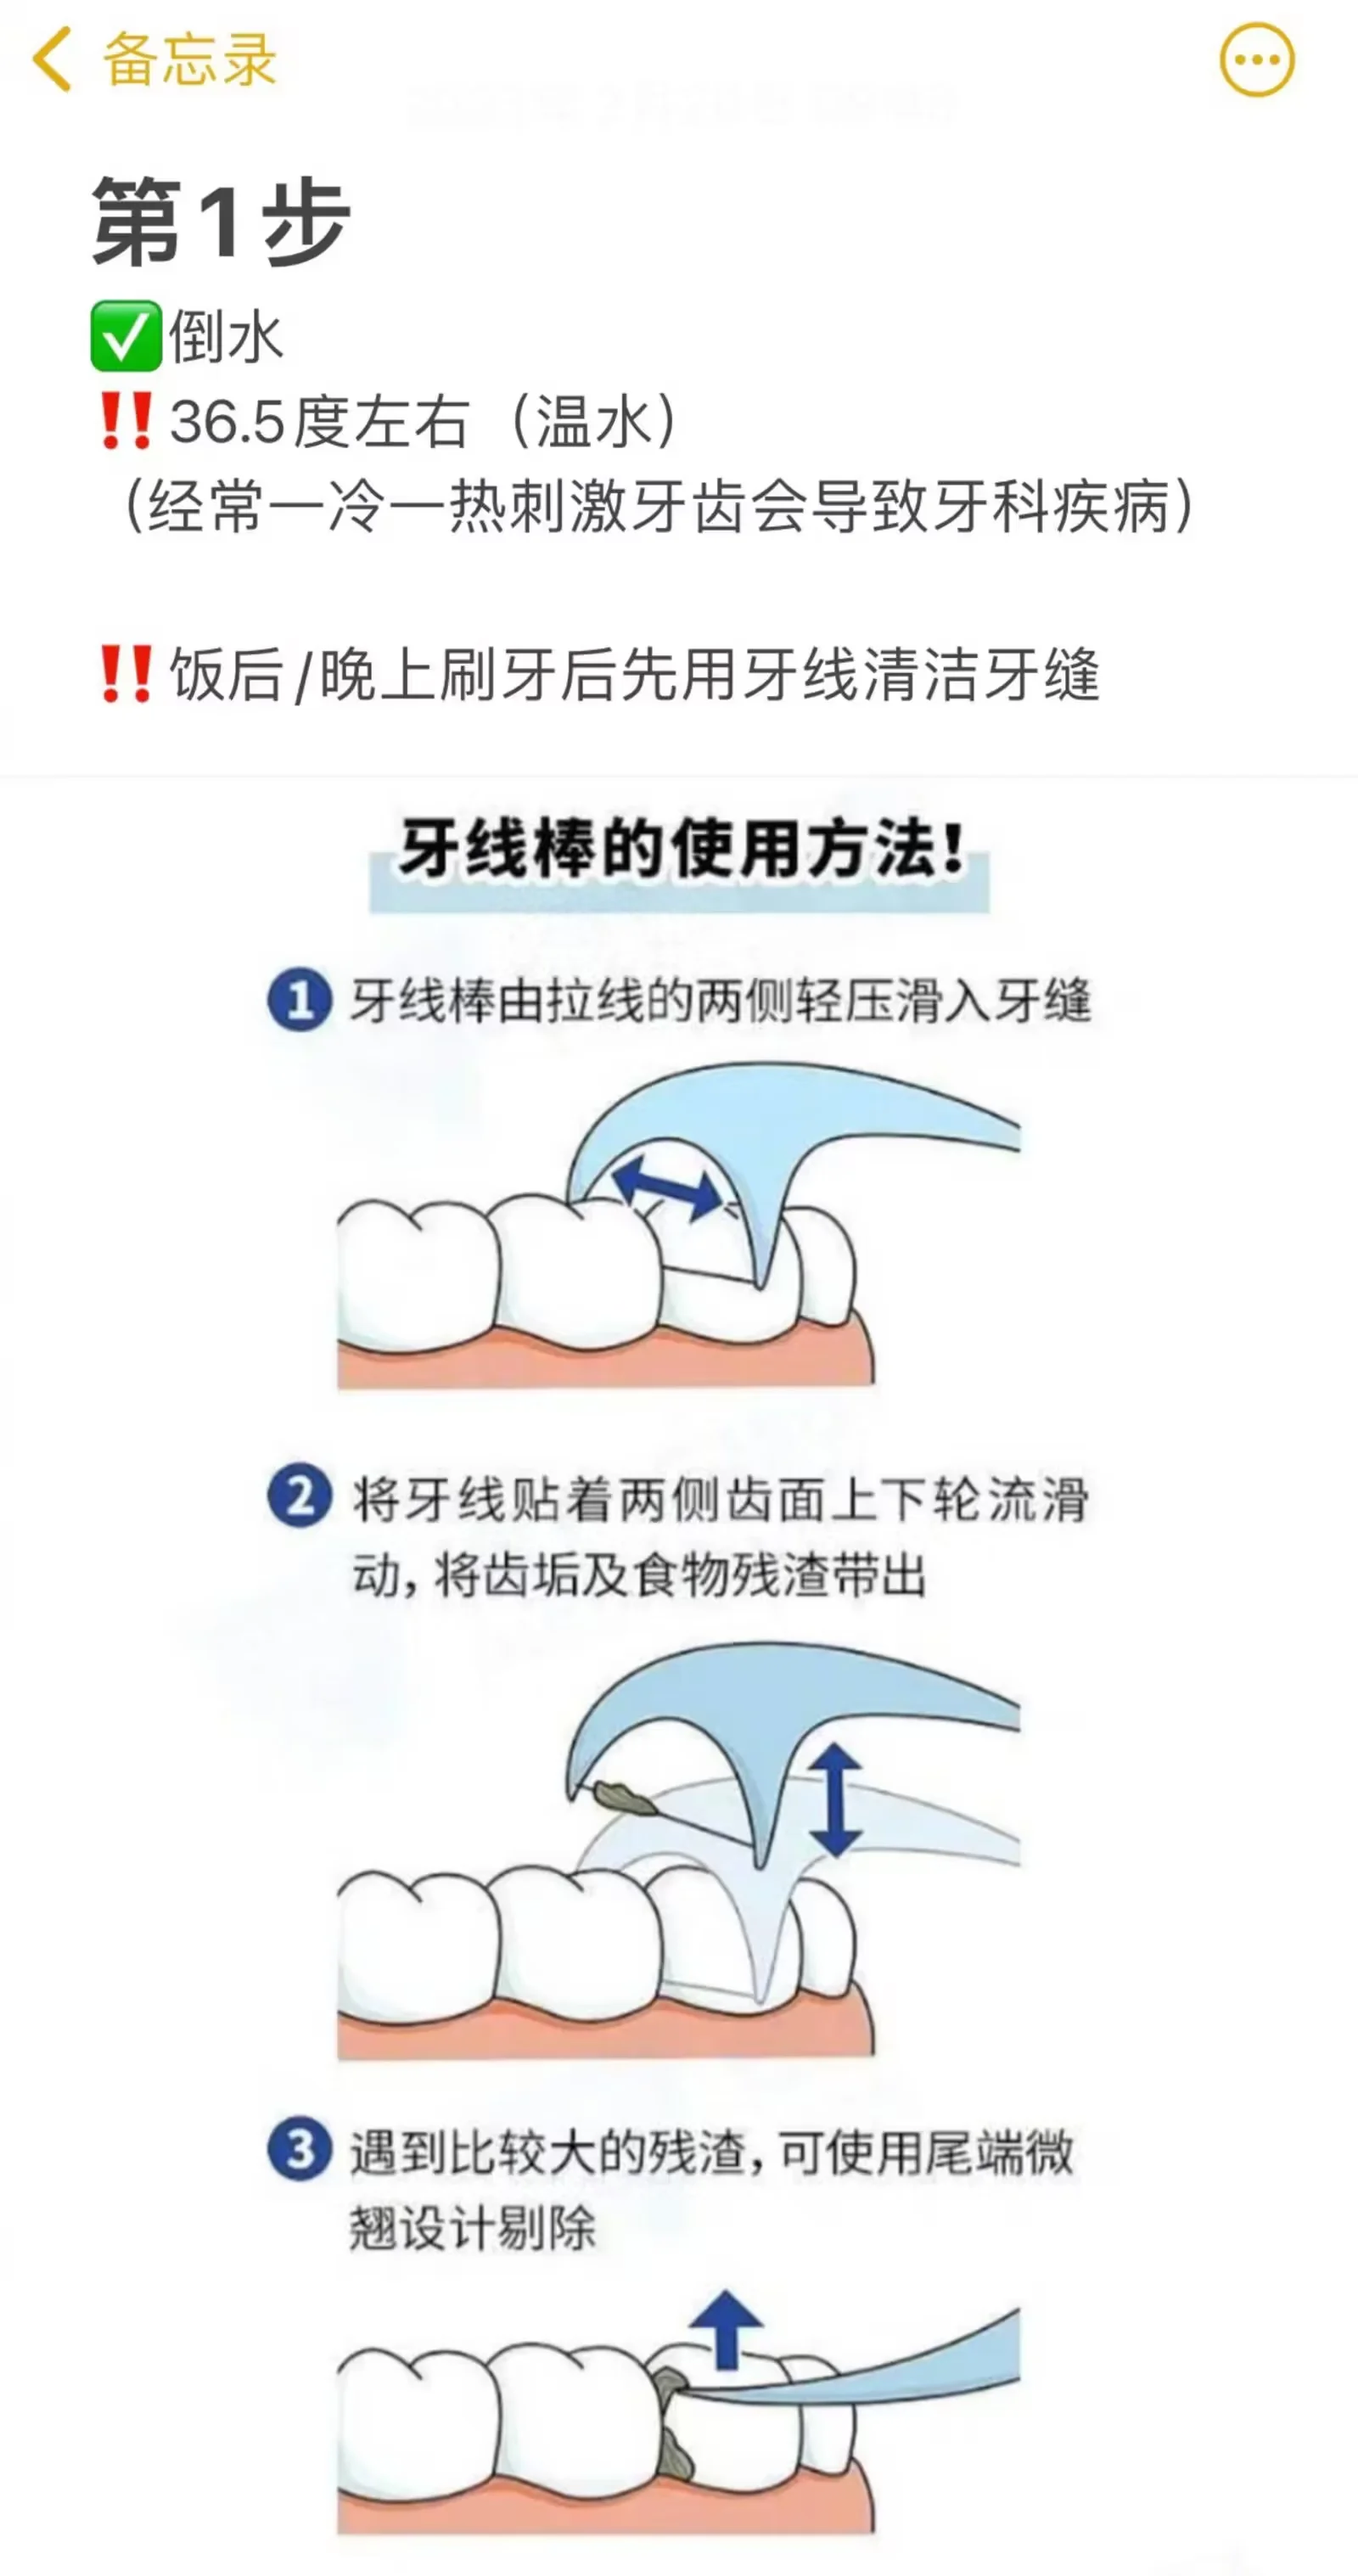 备忘录
第1步
✅倒水
‼️36.5度左右（温水）
（经常一冷一热刺激牙齿会导致牙科疾病）
‼️饭后/晚上刷牙后先用牙线清洁牙缝
牙线棒的使用方法！
1 牙线棒由拉线的两侧轻压滑入牙缝
2 将牙线贴着两侧齿面上下轮流滑
动，将齿垢及食物残渣带出
3 遇到比较大的残渣，可使用尾端微
翘设计剔除